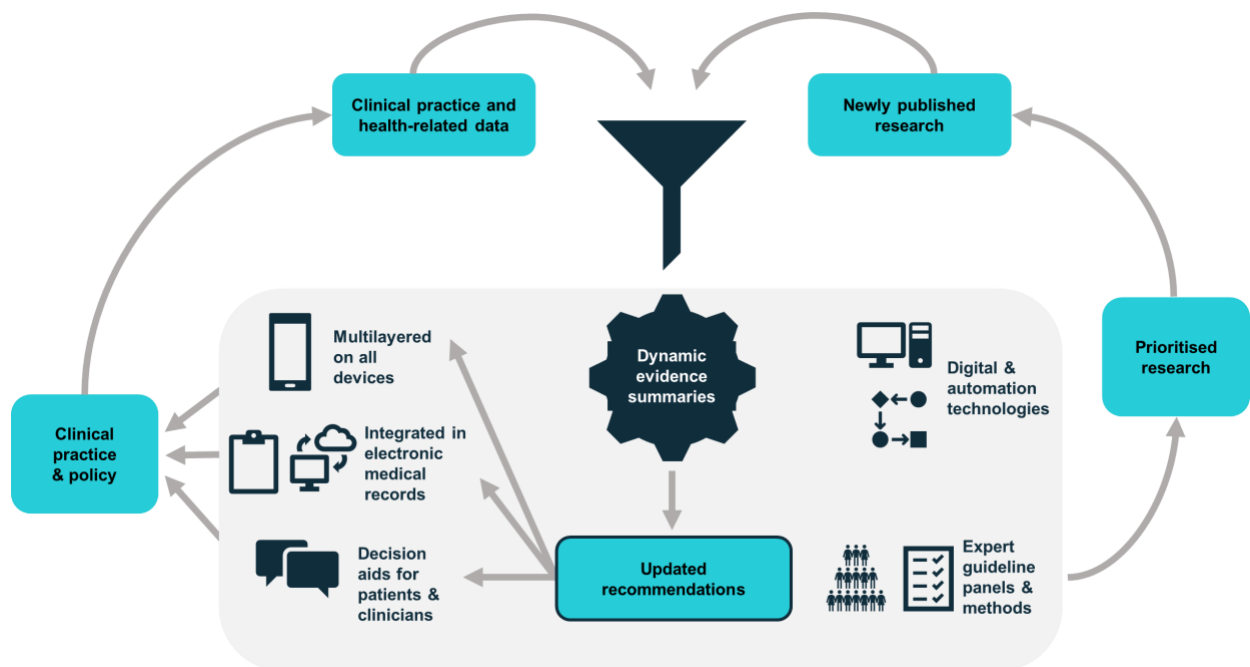 Clinical practice and
health-related data
Newly published
research
Multilayered
on all
devices
Dynamic
evidence
summaries
Digital &
automation
technologies
Prioritised
research
Clinical
practice
& policy
Integrated in
electronic
medical
records
Decision
aids for
patients &
clinicians
Updated
recommendations
Expert
guideline
panels &
methods